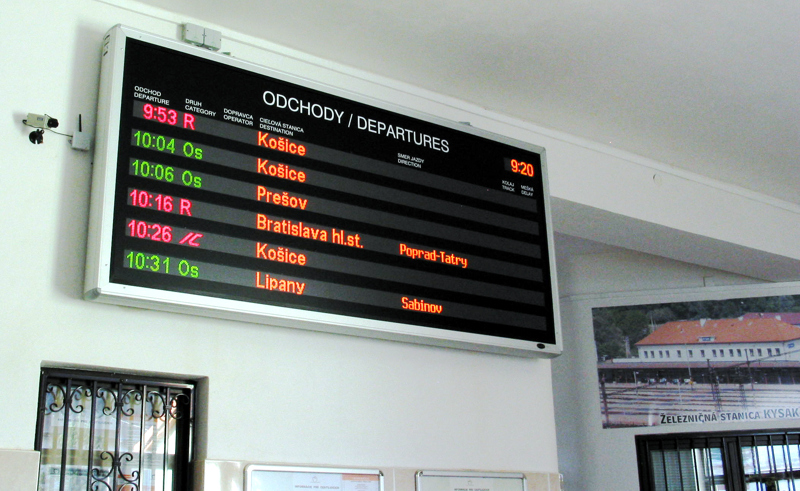 ODCHODY / DEPARTURES
9:20
ODCHOD DRUH DOPRAVCA CIEĽOVÁ STANICA SMER JAZDY KOĽAJ MEŠKÁ
DEPARTURE CATEGORY OPERATOR DESTINATION DIRECTION TRACK DELAY
9:53 R Košice
10:04 Os Košice
10:06 Os Prešov
10:16 R Bratislava hl.st. Poprad-Tatry
10:26 IC Košice
10:31 Os Lipany Sabinov
ŽELEZNIČNÁ STANICA KYSAK